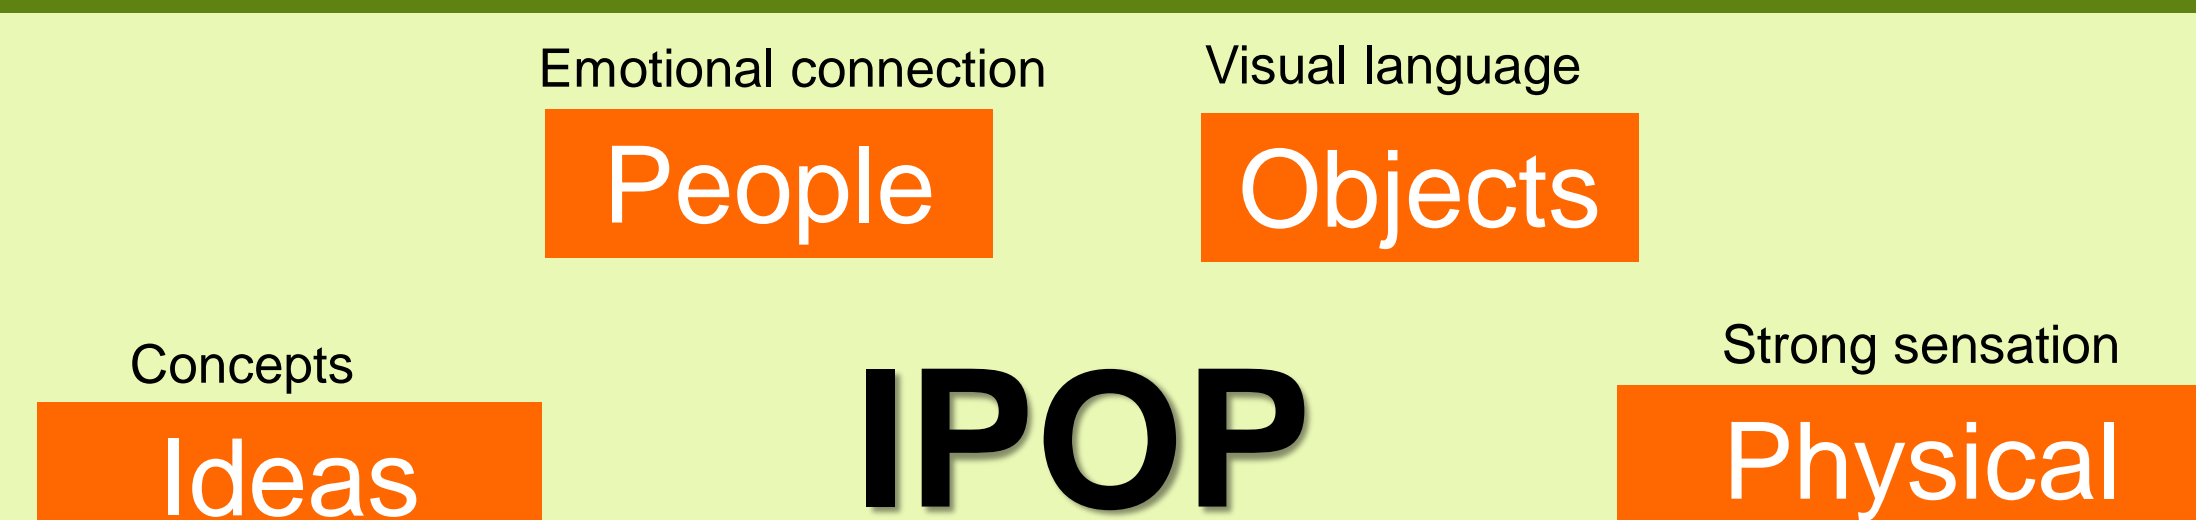 Emotional connection
People
Visual language
Objects
Concepts
Ideas
IPOP
Strong sensation
Physical